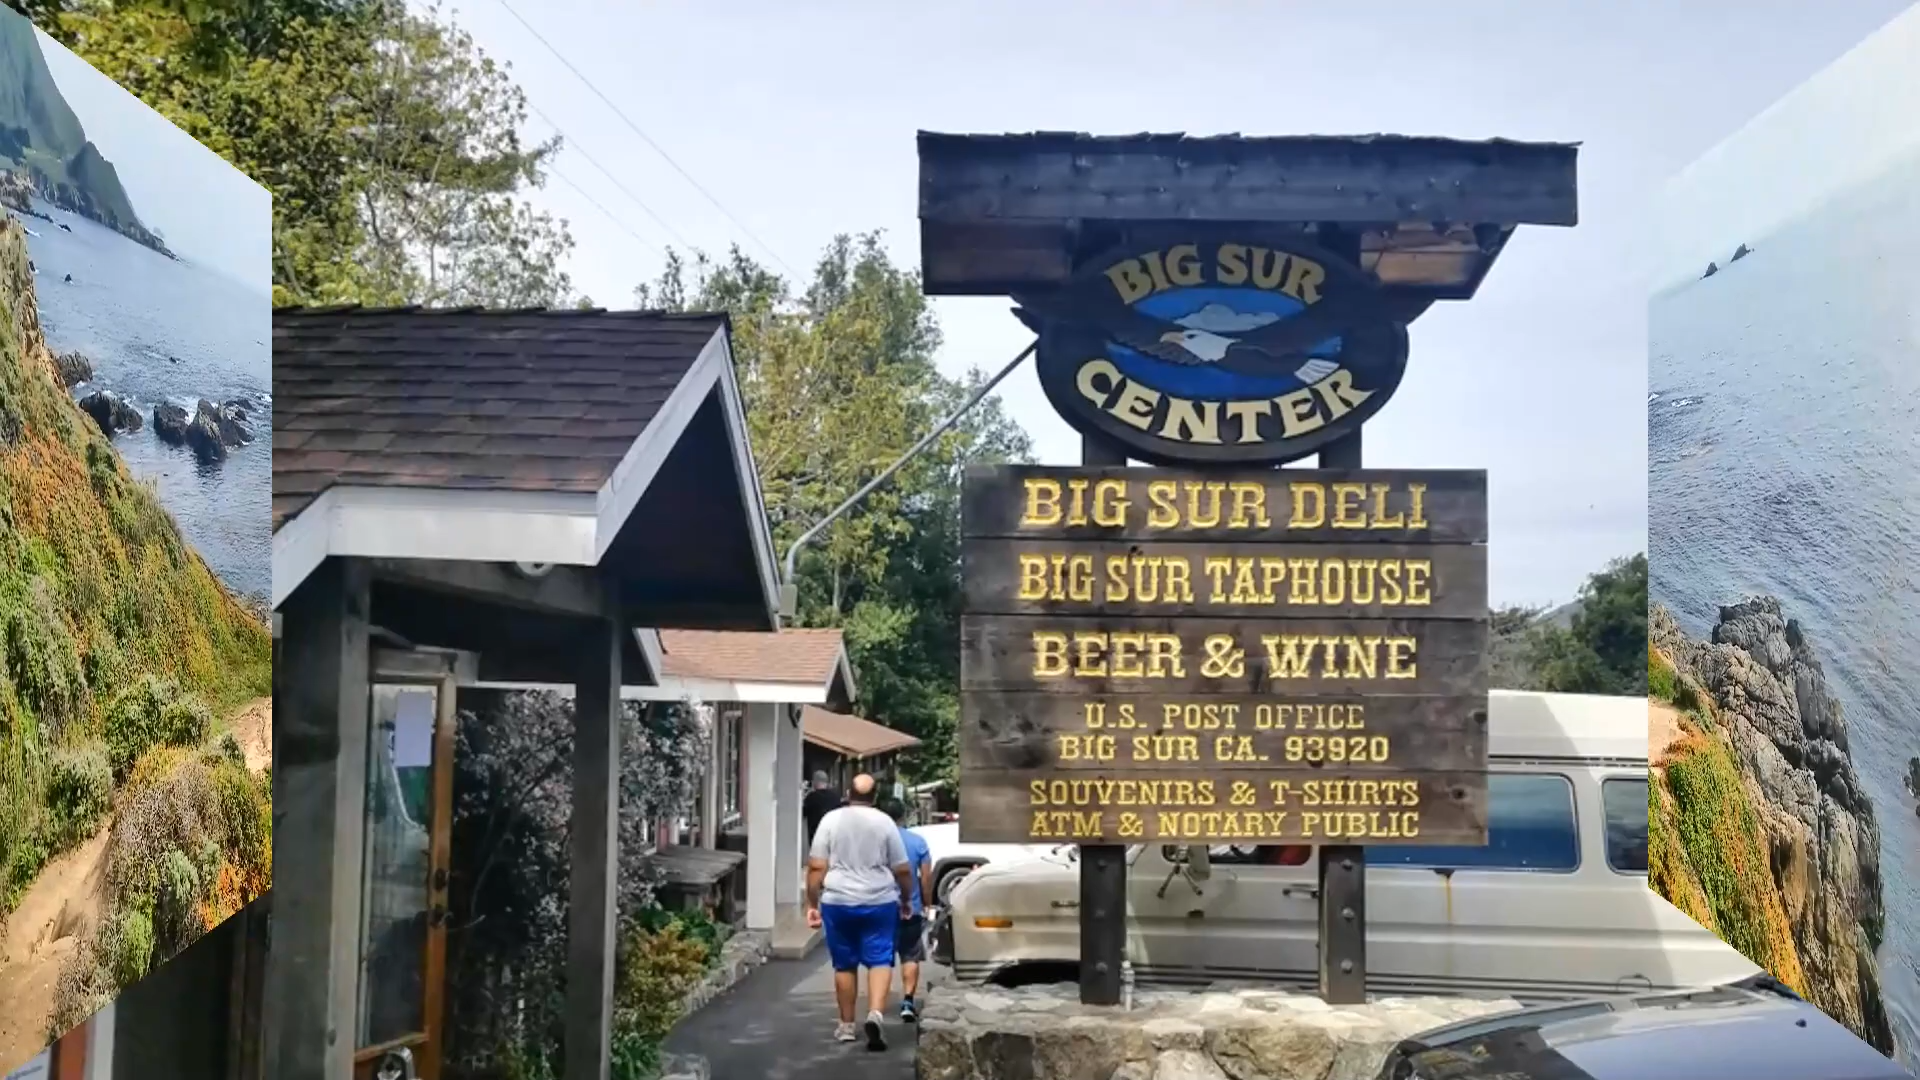 BIG SUR
CENTER
BIG SUR DELI
BIG SUR TAPHOUSE
BEER & WINE
U.S. POST OFFICE
BIG SUR CA. 93920
SOUVENIRS & T-SHIRTS
ATM & NOTARY PUBLIC